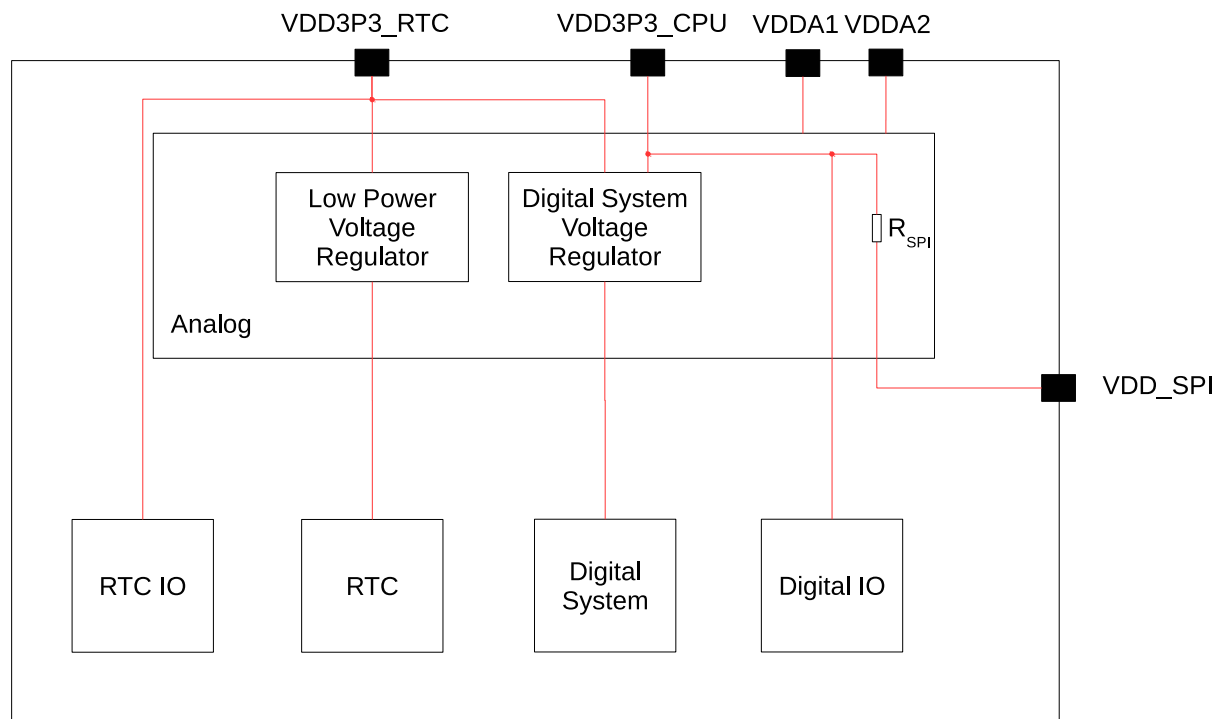 VDD3P3_RTC
VDD3P3_CPU
VDDA1
VDDA2
Low Power
Voltage
Regulator
Digital System
Voltage
Regulator
RSPI
Analog
VDD_SPI
RTC IO
RTC
Digital
System
Digital IO